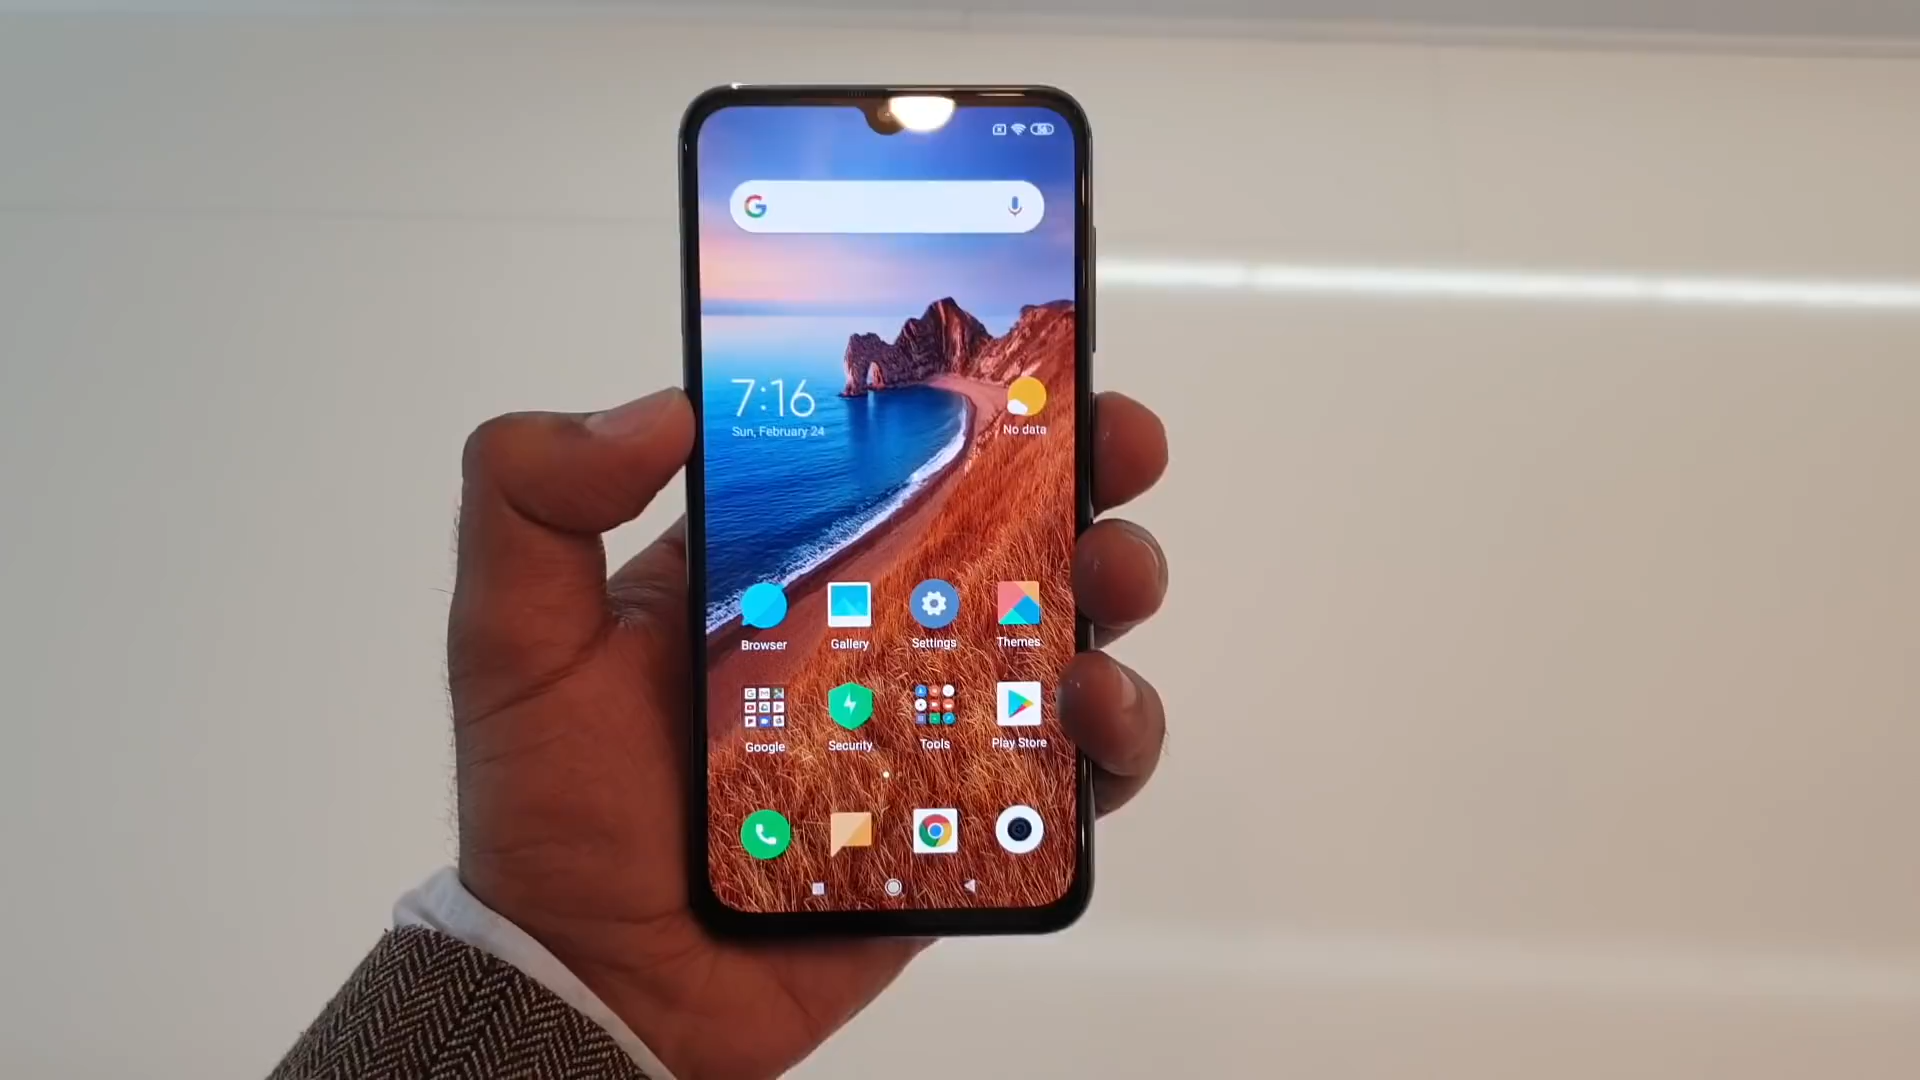 7:16
Sun, February 24
No data
Browser
Gallery
Settings
Themes
Google
Security
Tools
Play Store